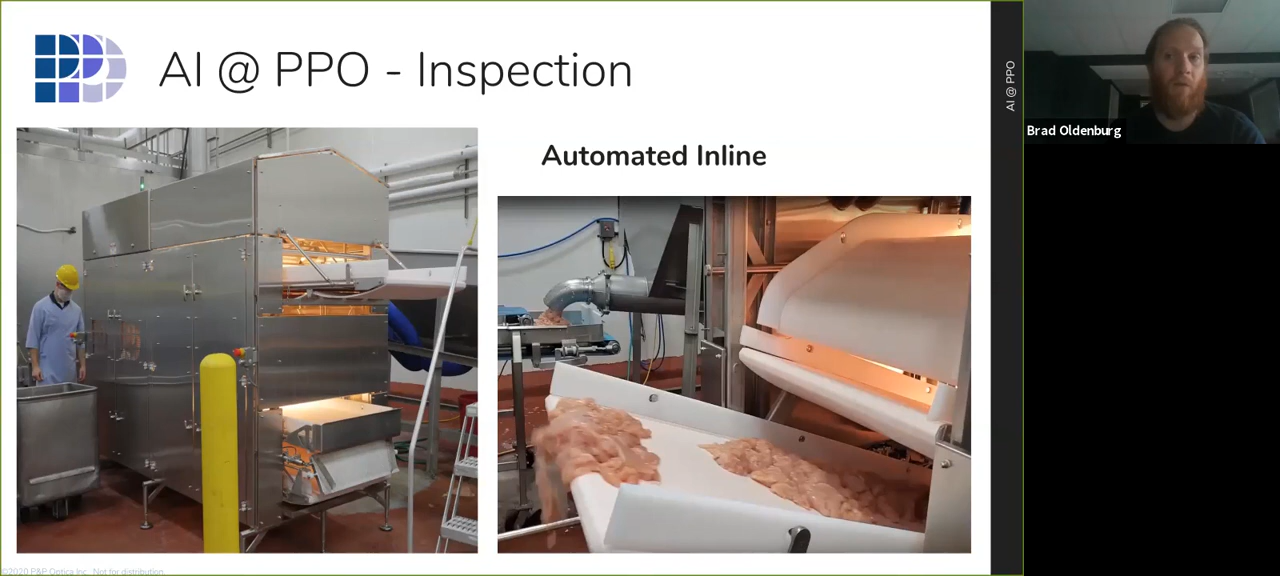 AI @ PPO - Inspection
Automated Inline
AI @ PPO
Brad Oldenburg
©2020 P&P Optica Inc. Not for distribution.